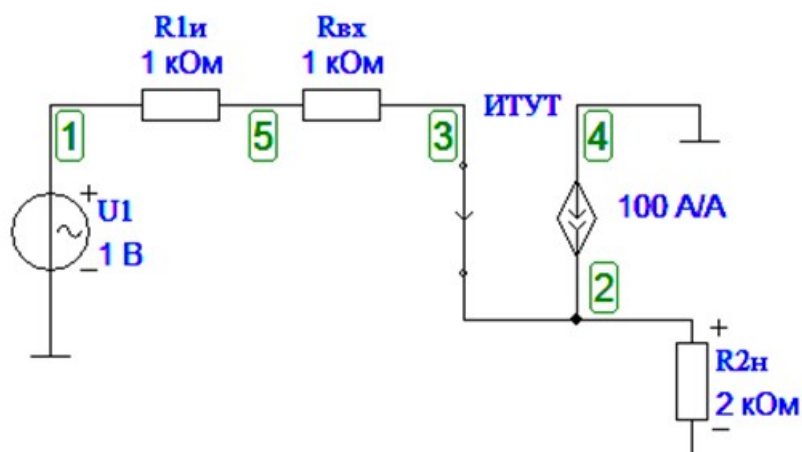 R1и
1 кОм
Rвх
1 кОм
ИТУТ
1
5
3
4
U1
1 В
100 А/А
2
R2н
2 кОм